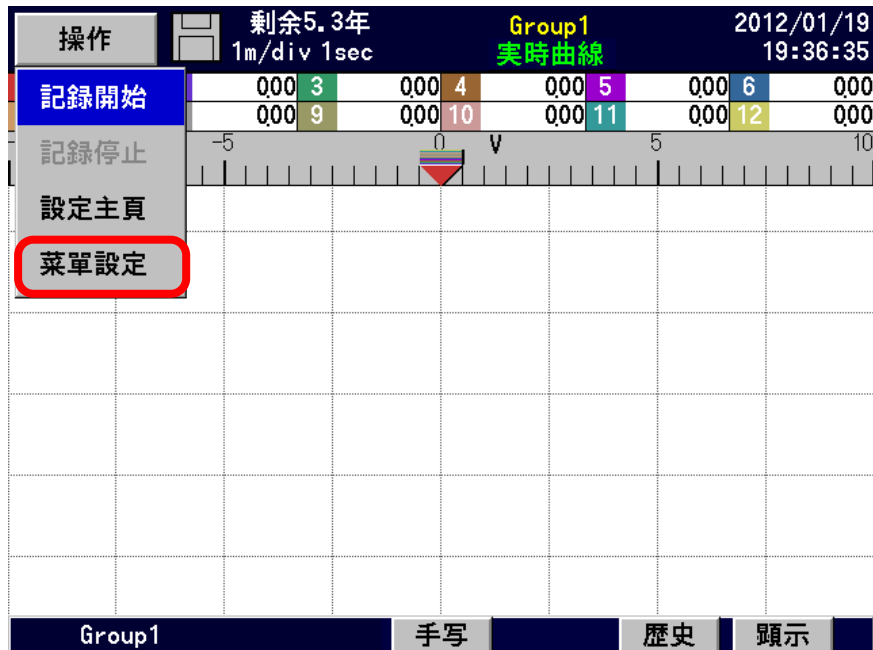 操作 剰余5.3年 Group1 2012/01/19
1m/div 1sec 実時曲線 19:36:35
記録開始 0.00 3 0.00 4 0.00 5 0.00 6 0.00
0.00 9 0.00 10 0.00 11 0.00 12 0.00
記録停止 -5 0 V 5 10
設定主頁
菜單設定
Group1 手写 歴史 顕示